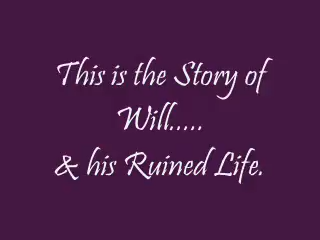 This is the Story of
Will.....
& his Ruined Life.